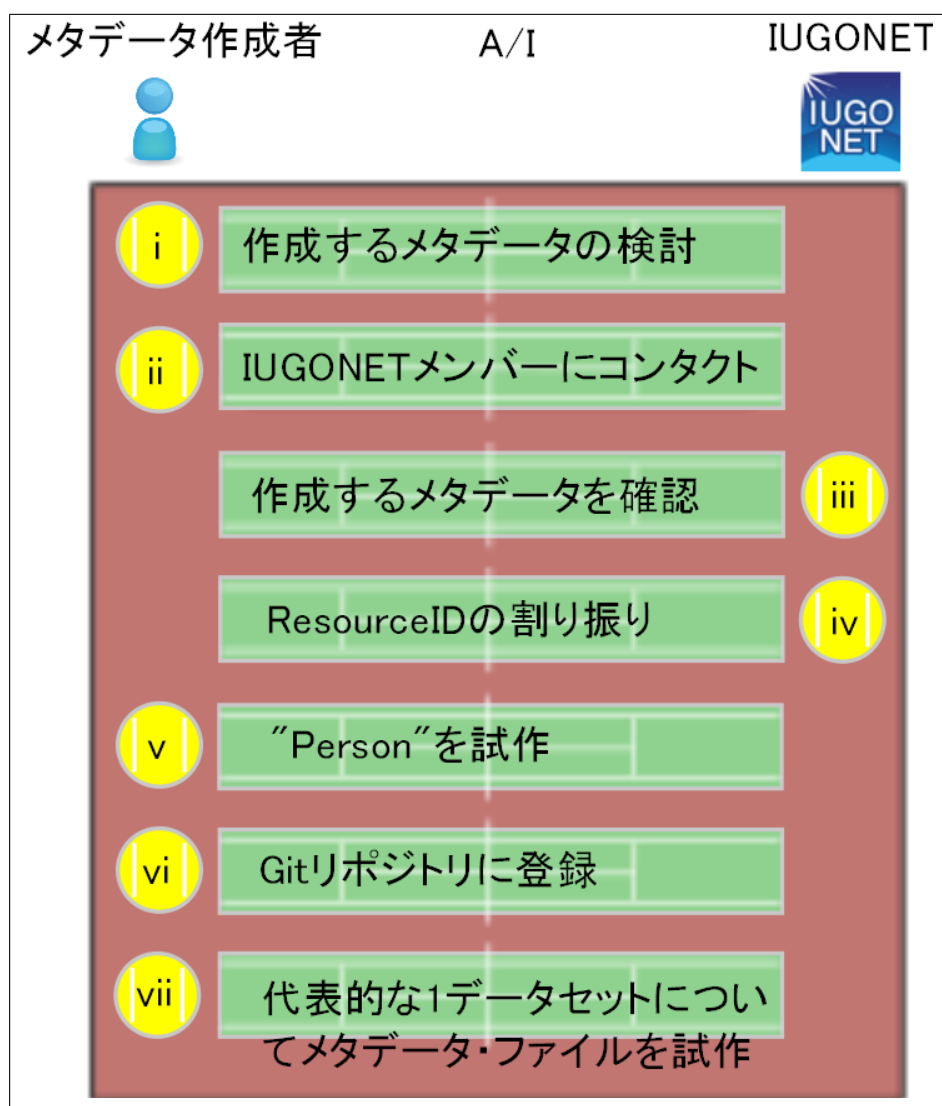 メタデータ作成者 A/I IUGONET
IUGO
NET
i 作成するメタデータの検討
ii IUGONETメンバーにコンタクト
作成するメタデータを確認 iii
ResourceIDの割り振り iv
v "Person"を試作
vi Gitリポジトリに登録
vii 代表的な1データセットについ
てメタデータ・ファイルを試作